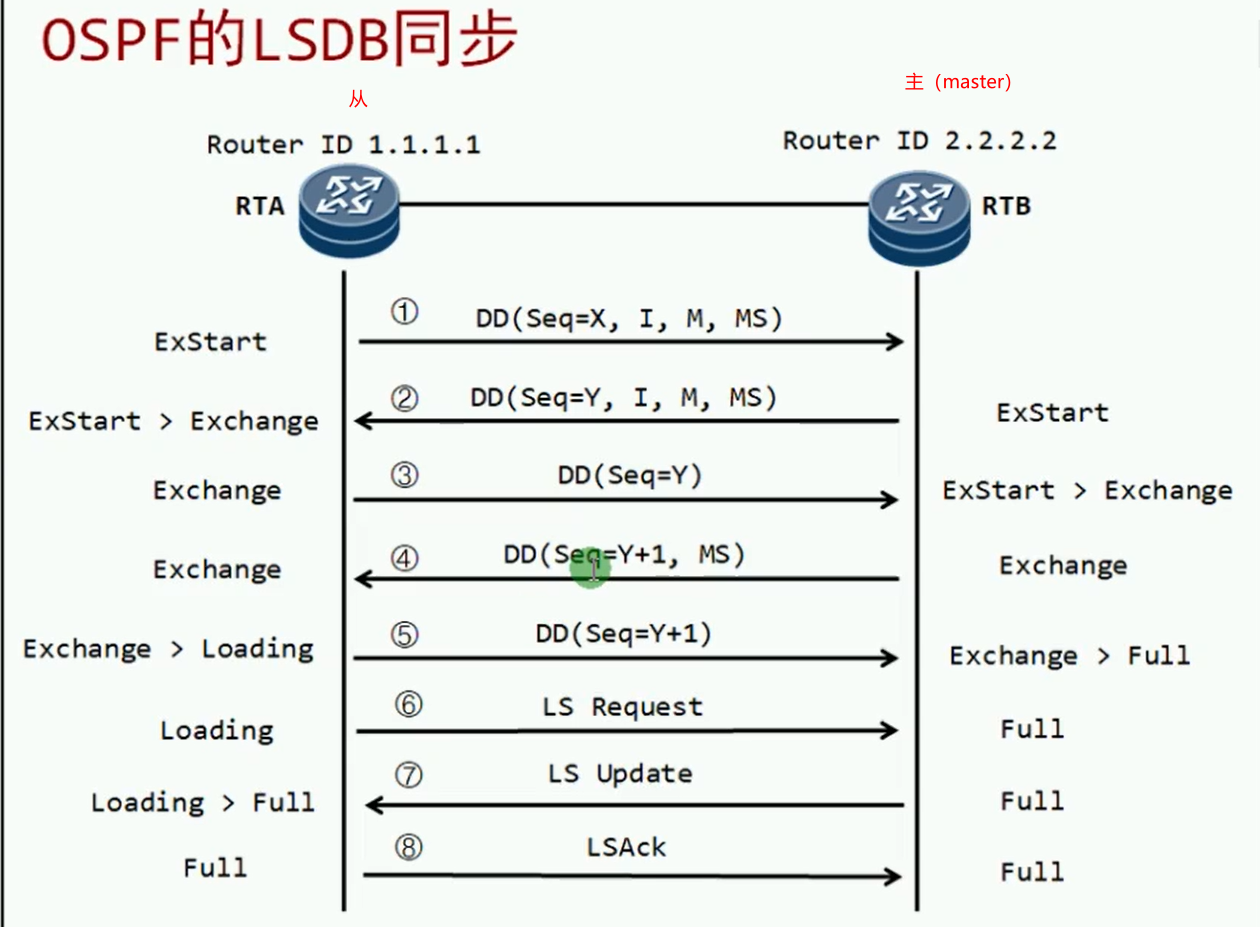 OSPF的LSDB同步
从
主（master）
Router ID 1.1.1.1
Router ID 2.2.2.2
RTA
RTB
① DD(Seq=X, I, M, MS)
ExStart
② DD(Seq=Y, I, M, MS)
ExStart > Exchange
ExStart
③ DD(Seq=Y)
Exchange
ExStart > Exchange
④ DD(Seq=Y+1, MS)
Exchange
Exchange
⑤ DD(Seq=Y+1)
Exchange > Loading
Exchange > Full
⑥ LS Request
Loading
Full
⑦ LS Update
Loading > Full
Full
⑧ LSAck
Full
Full